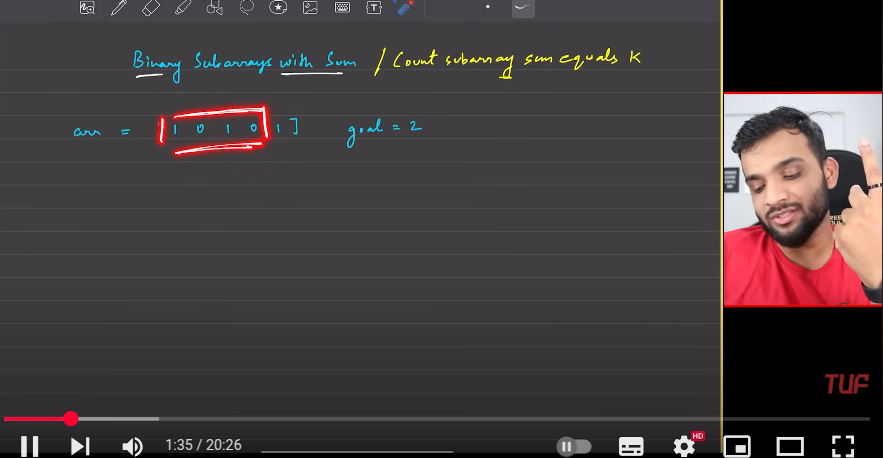 Binary Subarrays with Sum / Count subarray sum equals K
arr = [ 1 0 1 0 1 ] goal = 2
TUF
1:35 / 20:26
HD